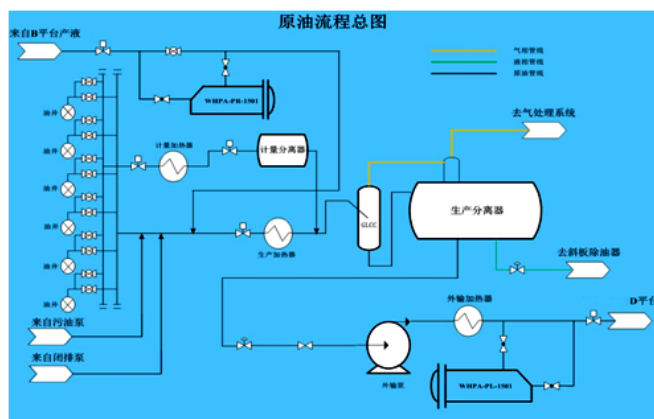 原油流程总图
来自B平台产液
气相管线
液相管线
原油管线
WHPA-PR-1501
去气处理系统
油井
计量加热器
计量分离器
油井
油井
GLCC
生产分离器
油井
生产加热器
去斜板除油器
油井
外输加热器
D平台
油井
来自污油泵
来自闭排泵
外输泵
WHPA-PL-1501